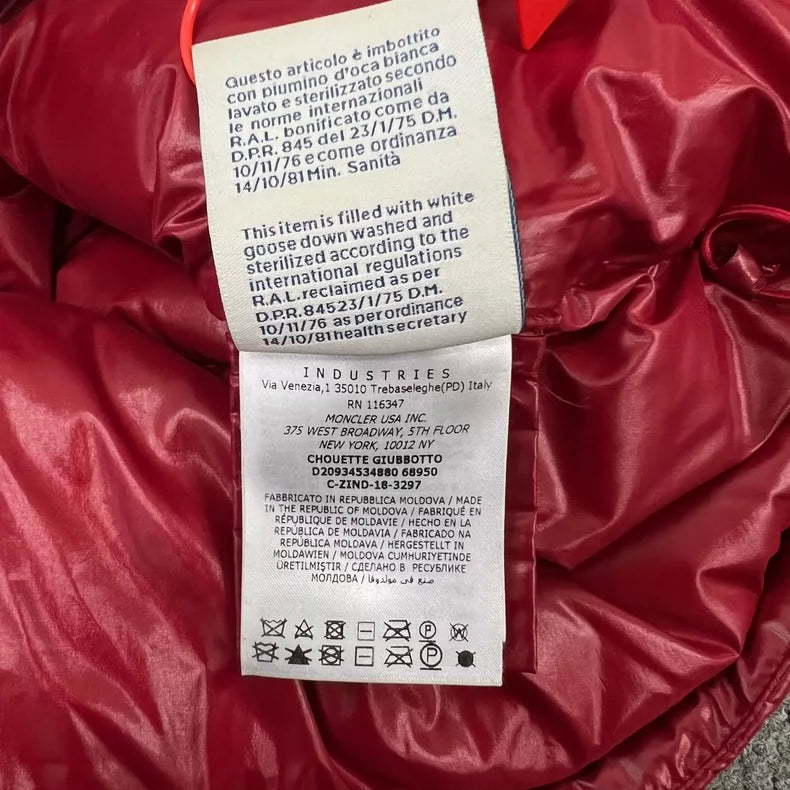 Questo articolo è imbottito
con piumino d'oca bianca
lavato e sterilizzato secondo
le norme internazionali
R.A.L. bonificato come da
D.P.R. 845 del 23/1/75 D.M.
10/11/76 e come ordinanza
14/10/81 Min. Sanità
This item is filled with white
goose down washed and
sterilized according to the
international regulations
R.A.L. reclaimed as per
D.P.R. 84523/1/75 D.M.
10/11/76 as per ordinance
14/10/81 health secretary
INDUSTRIES
Via Venezia,1 35010 Trebaseleghe(PD) Italy
RN 116347
MONCLER USA INC.
375 WEST BROADWAY, 5TH FLOOR
NEW YORK, 10012 NY
CHOUETTE GIUBBOTTO
D20934534880 68950
C-ZIND-18-3297
FABBRICATO IN REPUBBLICA MOLDOVA / MADE
IN THE REPUBLIC OF MOLDOVA / FABRIQUÉ EN
RÉPUBLIQUE DE MOLDAVIE / HECHO EN LA
REPÚBLICA DE MOLDAVIA / FABRICADO NA
REPÚBLICA MOLDAVA / HERGESTELLT IN
MOLDAWIEN / MOLDOVA CUMHURIYETINDE
ÜRETILMIŞTIR / СДЕЛАНО В РЕСПУБЛИКЕ
МОЛДОВА / صنع في مولدوفا
P
P